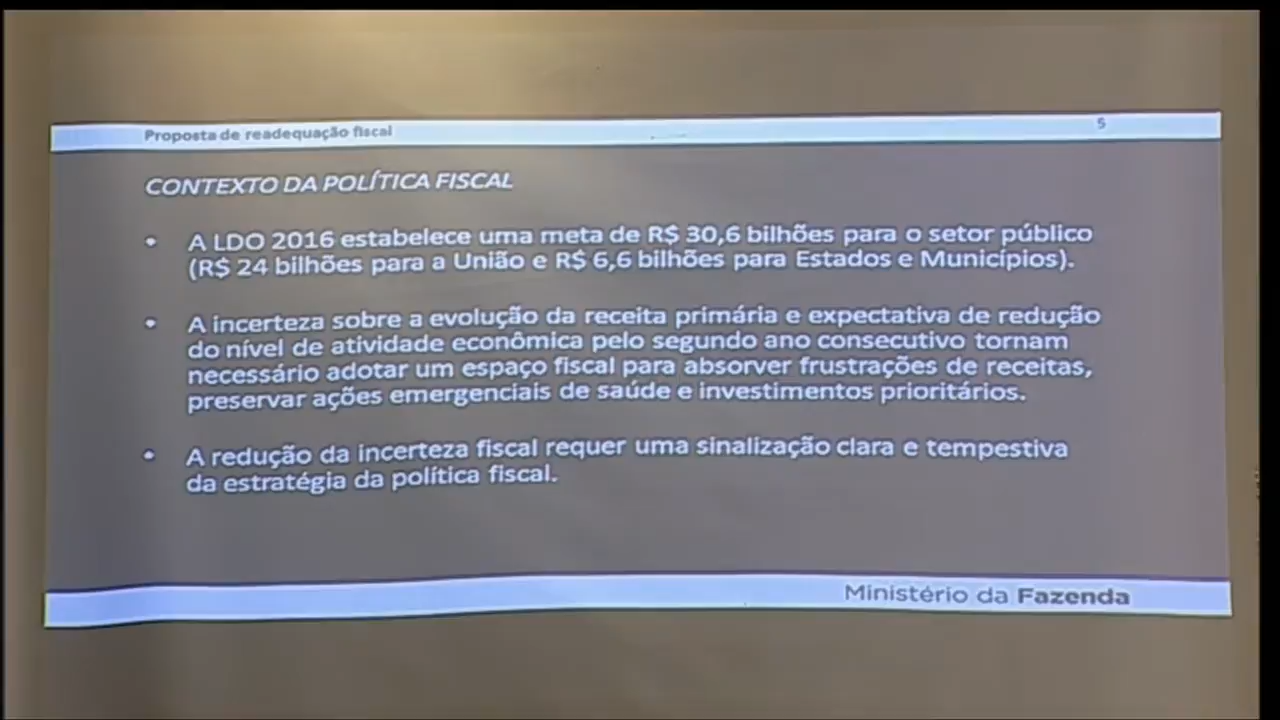 Proposta de readequação fiscal
5
CONTEXTO DA POLÍTICA FISCAL
• A LDO 2016 estabelece uma meta de R$ 30,6 bilhões para o setor público
(R$ 24 bilhões para a União e R$ 6,6 bilhões para Estados e Municípios).
• A incerteza sobre a evolução da receita primária e expectativa de redução
do nível de atividade econômica pelo segundo ano consecutivo tornam
necessário adotar um espaço fiscal para absorver frustrações de receitas,
preservar ações emergenciais de saúde e investimentos prioritários.
• A redução da incerteza fiscal requer uma sinalização clara e tempestiva
da estratégia da política fiscal.
Ministério da Fazenda